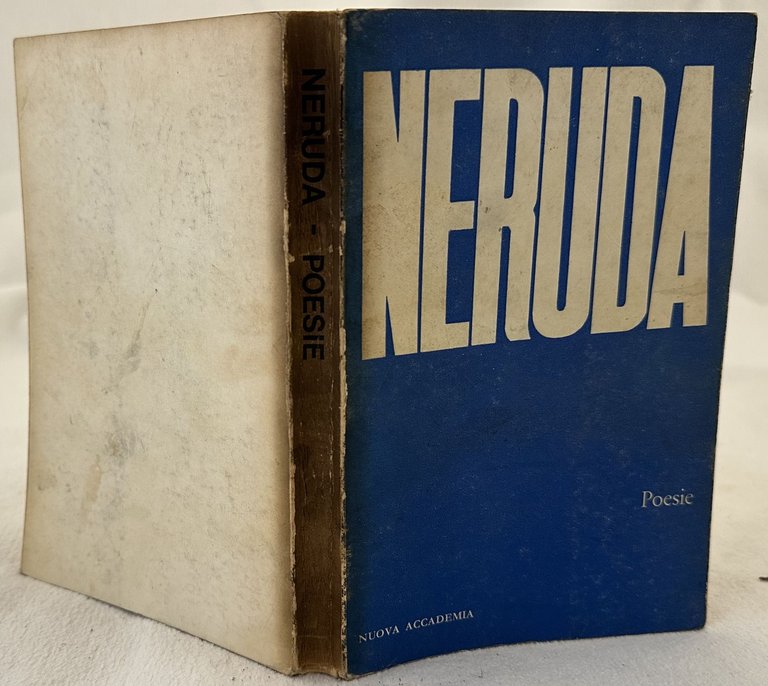 NERUDA - POESIE
NERUDA
Poesie
NUOVA ACCADEMIA